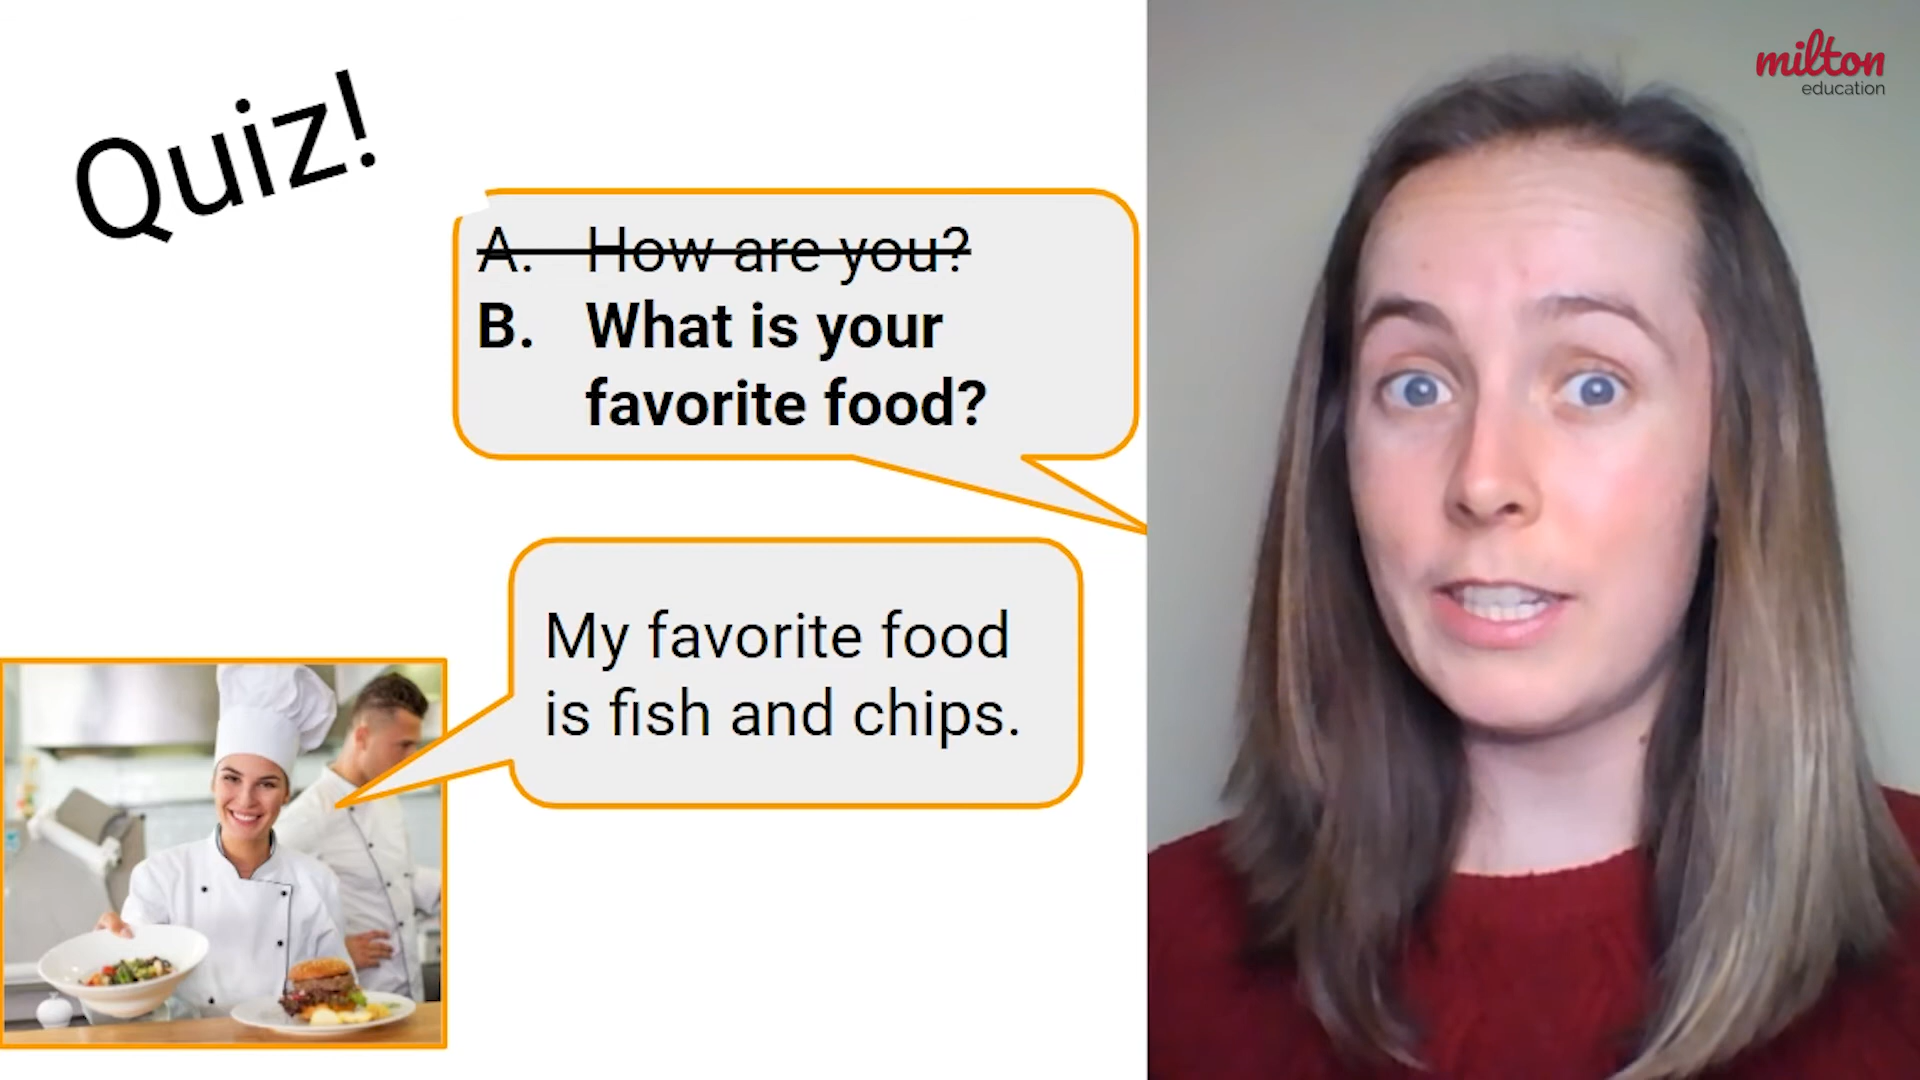 Quiz!
A. How are you?
B. What is your
favorite food?
My favorite food
is fish and chips.
milton
education